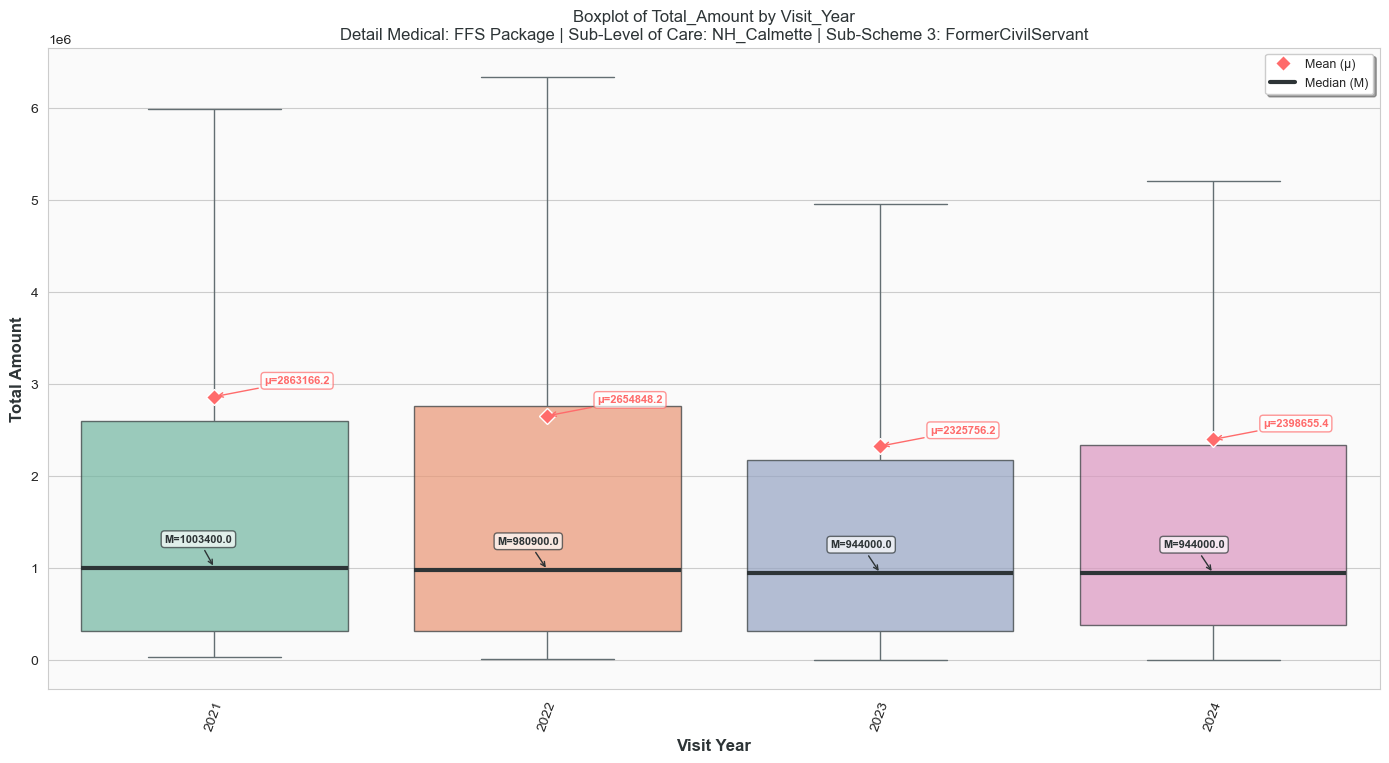 Boxplot of Total_Amount by Visit_Year
Detail Medical: FFS Package | Sub-Level of Care: NH_Calmette | Sub-Scheme 3: FormerCivilServant
1e6
Mean (μ)
Median (M)
6
5
4
3
2
1
0
Total Amount
μ=2863166.2
μ=2654848.2
μ=2325756.2
μ=2398655.4
M=1003400.0
M=980900.0
M=944000.0
M=944000.0
2021
2022
2023
2024
Visit Year